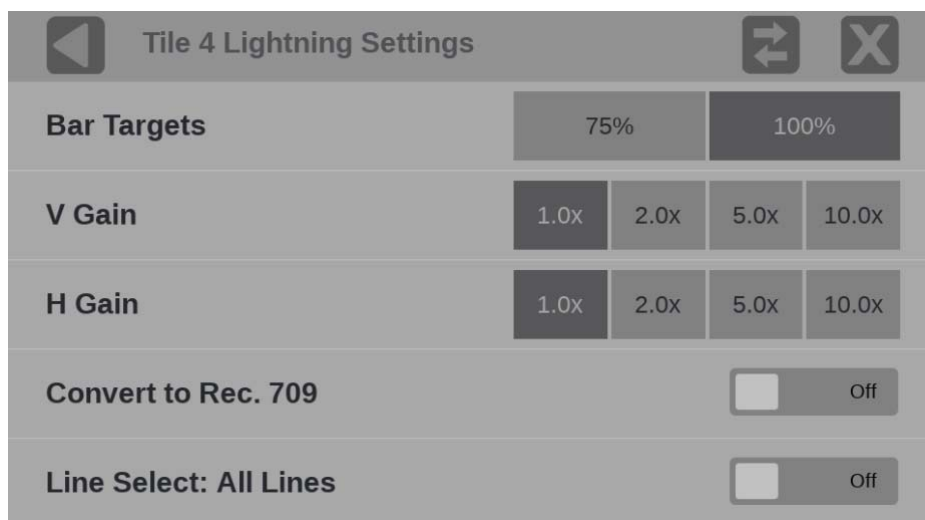 Tile 4 Lightning Settings
Bar Targets 75% 100%
V Gain 1.0x 2.0x 5.0x 10.0x
H Gain 1.0x 2.0x 5.0x 10.0x
Convert to Rec. 709 Off
Line Select: All Lines Off